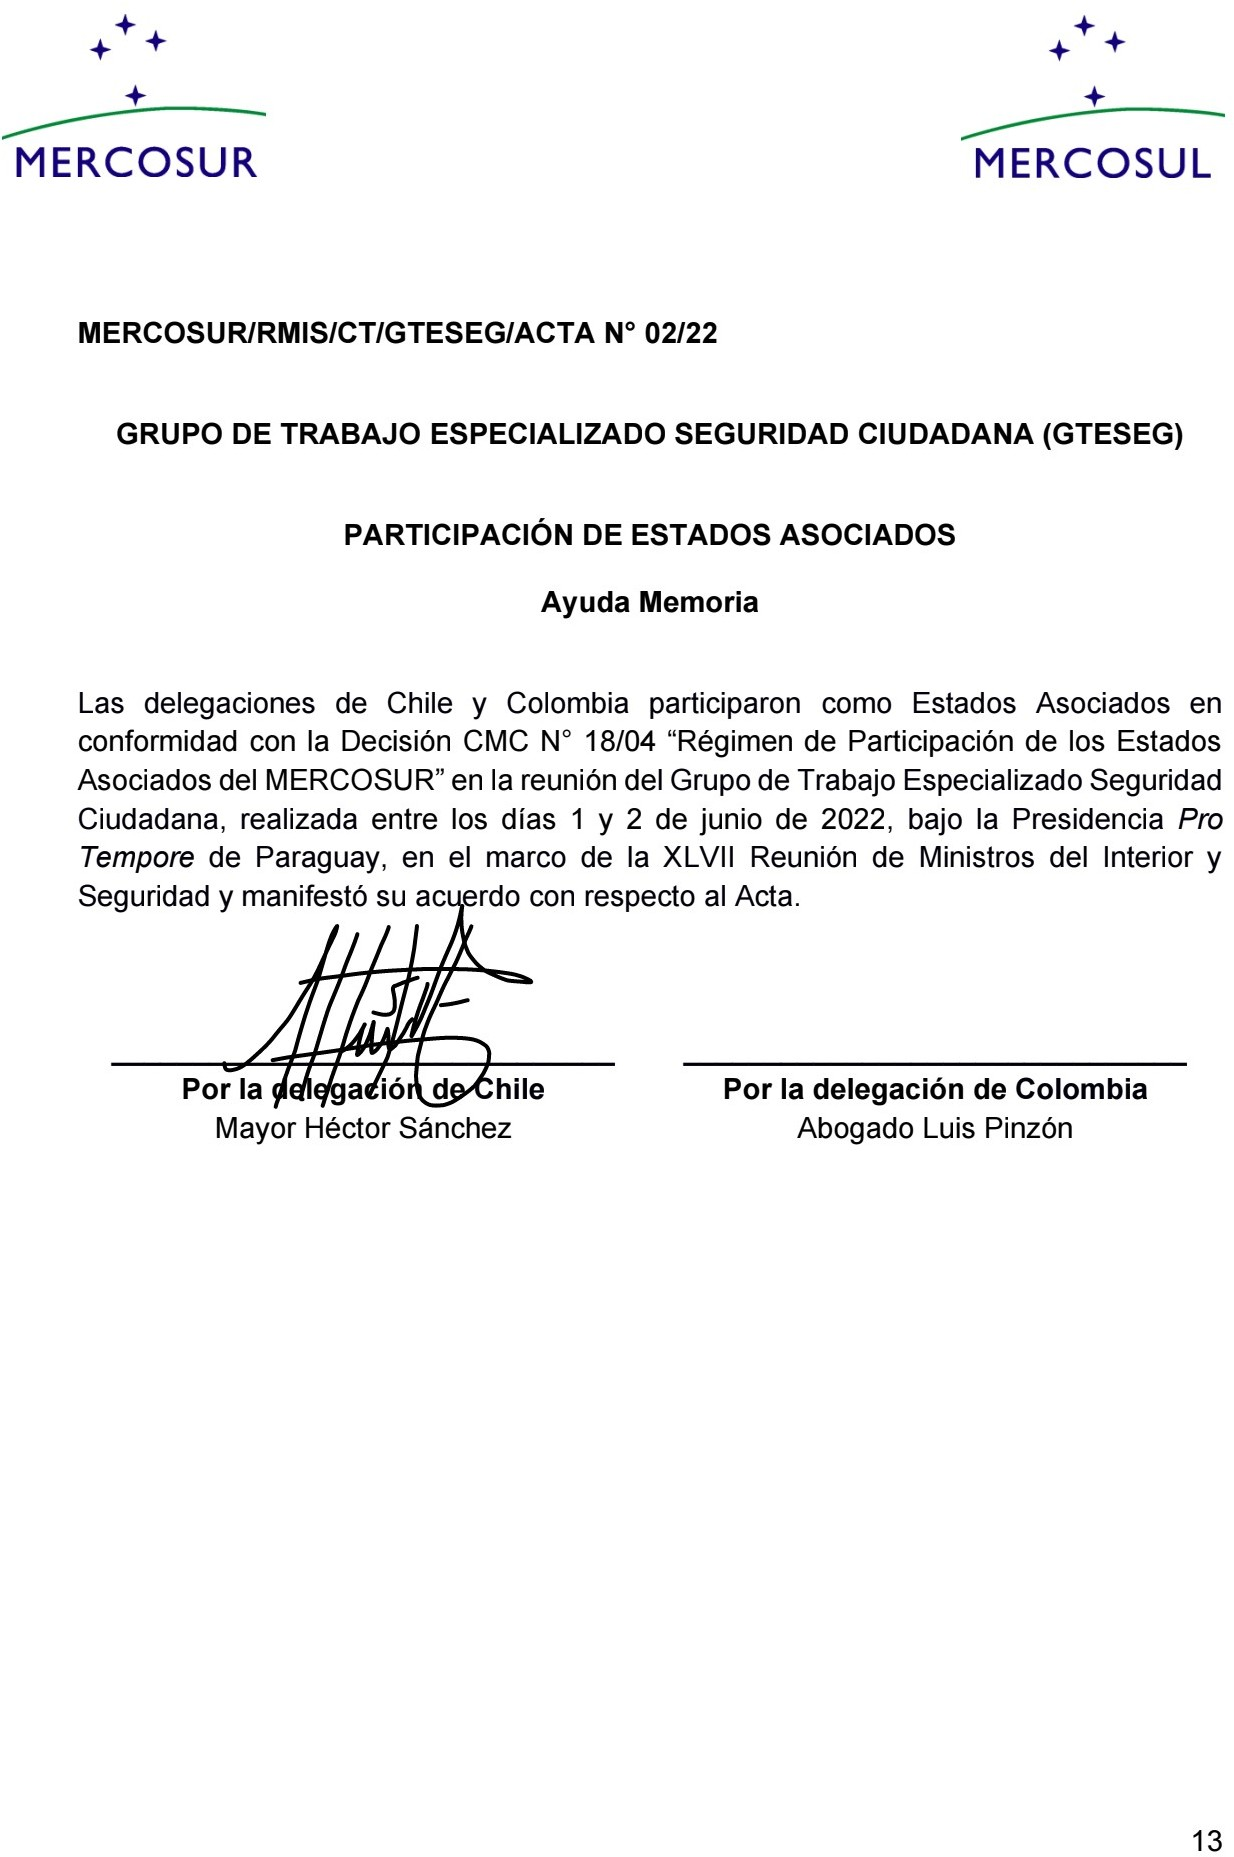 MERCOSUR
MERCOSUL
MERCOSUR/RMIS/CT/GTESEG/ACTA N° 02/22
GRUPO DE TRABAJO ESPECIALIZADO SEGURIDAD CIUDADANA (GTESEG)
PARTICIPACIÓN DE ESTADOS ASOCIADOS
Ayuda Memoria
Las delegaciones de Chile y Colombia participaron como Estados Asociados en
conformidad con la Decisión CMC N° 18/04 “Régimen de Participación de los Estados
Asociados del MERCOSUR” en la reunión del Grupo de Trabajo Especializado Seguridad
Ciudadana, realizada entre los días 1 y 2 de junio de 2022, bajo la Presidencia Pro
Tempore de Paraguay, en el marco de la XLVII Reunión de Ministros del Interior y
Seguridad y manifestó su acuerdo con respecto al Acta.
Por la delegación de Chile
Mayor Héctor Sánchez
Por la delegación de Colombia
Abogado Luis Pinzón
13